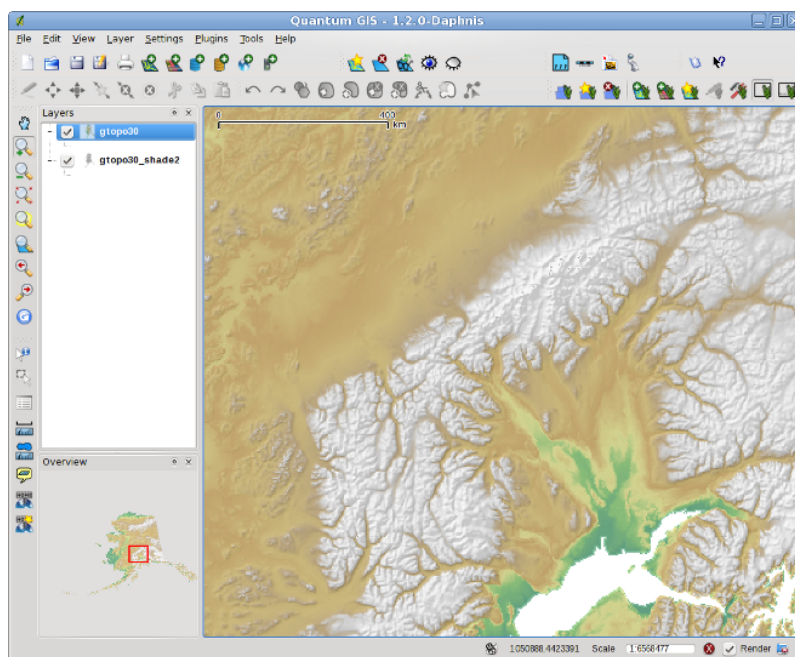 Quantum GIS - 1.2.0-Daphnis
File Edit View Layer Settings Plugins Tools Help
Layers
gtopo30
gtopo30_shade2
0 400
km
Overview
1050888,4423391 Scale 1:6568477 Render